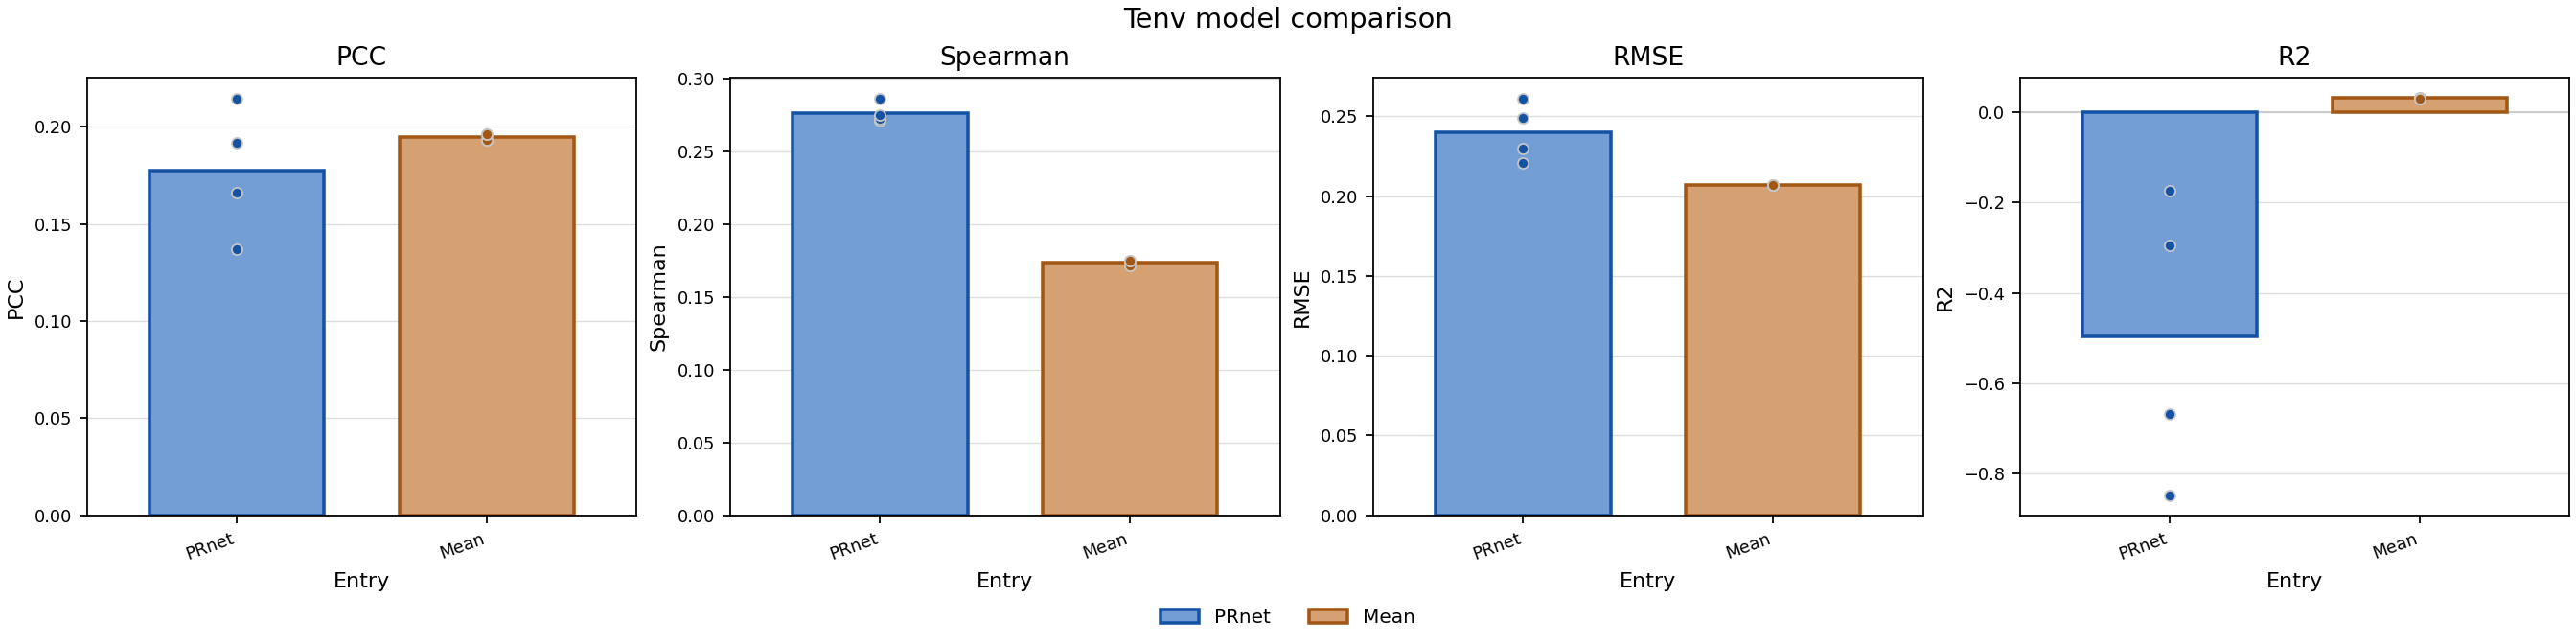 Tenv model comparison
PCC
PCC
0.20
0.15
0.10
0.05
0.00
PRnet
Mean
Entry
Spearman
Spearman
0.30
0.25
0.20
0.15
0.10
0.05
0.00
PRnet
Mean
Entry
RMSE
RMSE
0.25
0.20
0.15
0.10
0.05
0.00
PRnet
Mean
Entry
R2
R2
0.0
−0.2
−0.4
−0.6
−0.8
PRnet
Mean
Entry
PRnet Mean